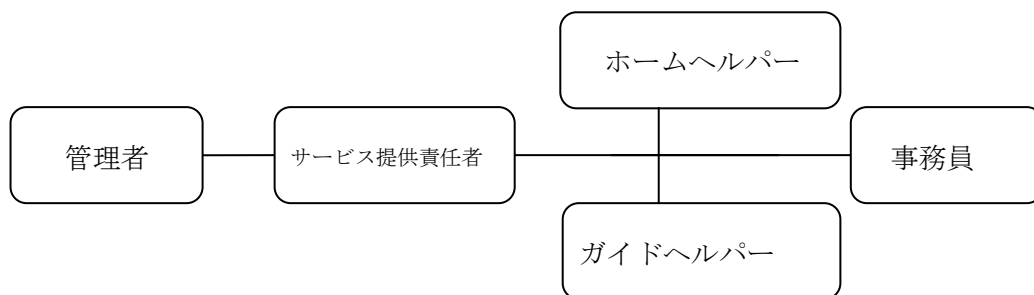 ホームヘルパー
管理者
サービス提供責任者
事務員
ガイドヘルパー